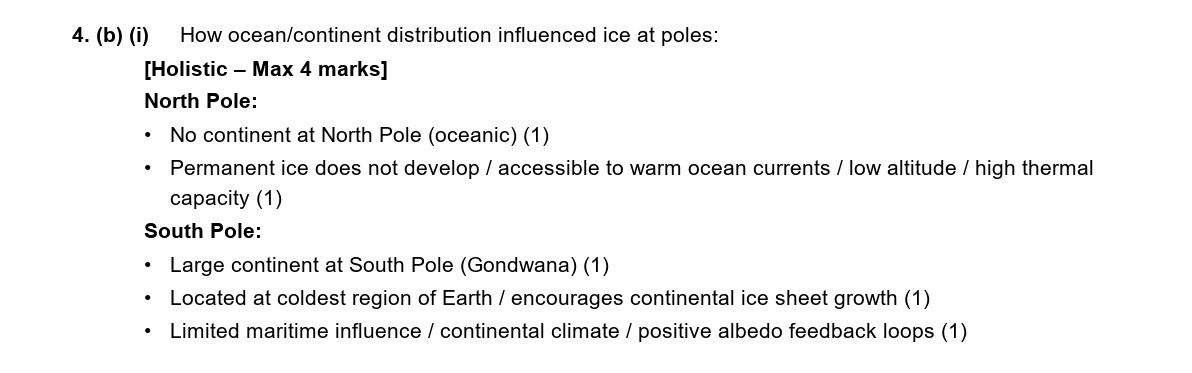 4. (b) (i) How ocean/continent distribution influenced ice at poles:
[Holistic – Max 4 marks]
North Pole:
• No continent at North Pole (oceanic) (1)
• Permanent ice does not develop / accessible to warm ocean currents / low altitude / high thermal
capacity (1)
South Pole:
• Large continent at South Pole (Gondwana) (1)
• Located at coldest region of Earth / encourages continental ice sheet growth (1)
• Limited maritime influence / continental climate / positive albedo feedback loops (1)